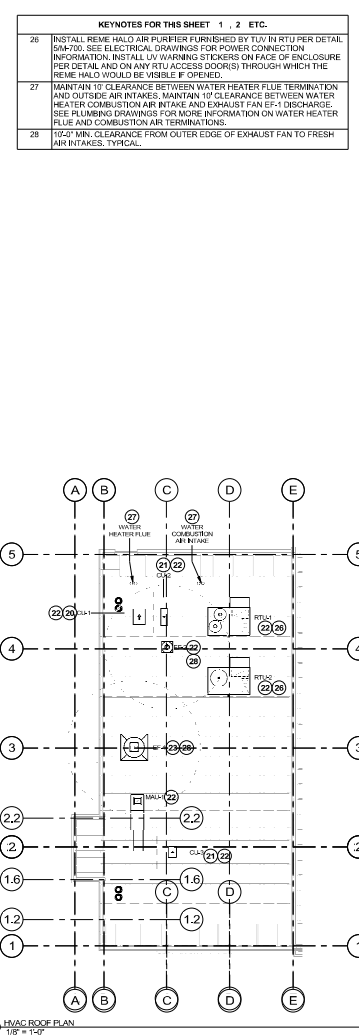 KEYNOTES FOR THIS SHEET 1 , 2 ETC.
26 INSTALL REME HALO AIR PURIFIER FURNISHED BY TUV IN RTU PER DETAIL
5/M-700. SEE ELECTRICAL DRAWINGS FOR POWER CONNECTION
INFORMATION. INSTALL UV WARNING STICKERS ON FACE OF ENCLOSURE
PER DETAIL AND ON ANY RTU ACCESS DOOR(S) THROUGH WHICH THE
REME HALO WOULD BE VISIBLE IF OPENED.
27 MAINTAIN 10' CLEARANCE BETWEEN WATER HEATER FLUE TERMINATION
AND OUTSIDE AIR INTAKES, MAINTAIN 10' CLEARANCE BETWEEN WATER
HEATER COMBUSTION AIR INTAKE AND EXHAUST FAN EF-1 DISCHARGE.
SEE PLUMBING DRAWINGS FOR MORE INFORMATION ON WATER HEATER
FLUE AND COMBUSTION AIR TERMINATIONS.
28 10'-0" MIN. CLEARANCE FROM OUTER EDGE OF EXHAUST FAN TO FRESH
AIR INTAKES. TYPICAL.
A B C D E
27 27
WATER WATER
HEATER FLUE COMBUSTION
AIR INTAKE
5 5
21 22
CU-2
22 20 CU-1
RTU-1
22 26
4 22 4
28
RTU-2
22 26
3 23 28 3
MAU-1 22
2.2 2.2
2 CU-3 2
21 22
1.6 1.6
C D
1.2 1.2
1 1
A B C D E
HVAC ROOF PLAN
1/8" = 1'-0"